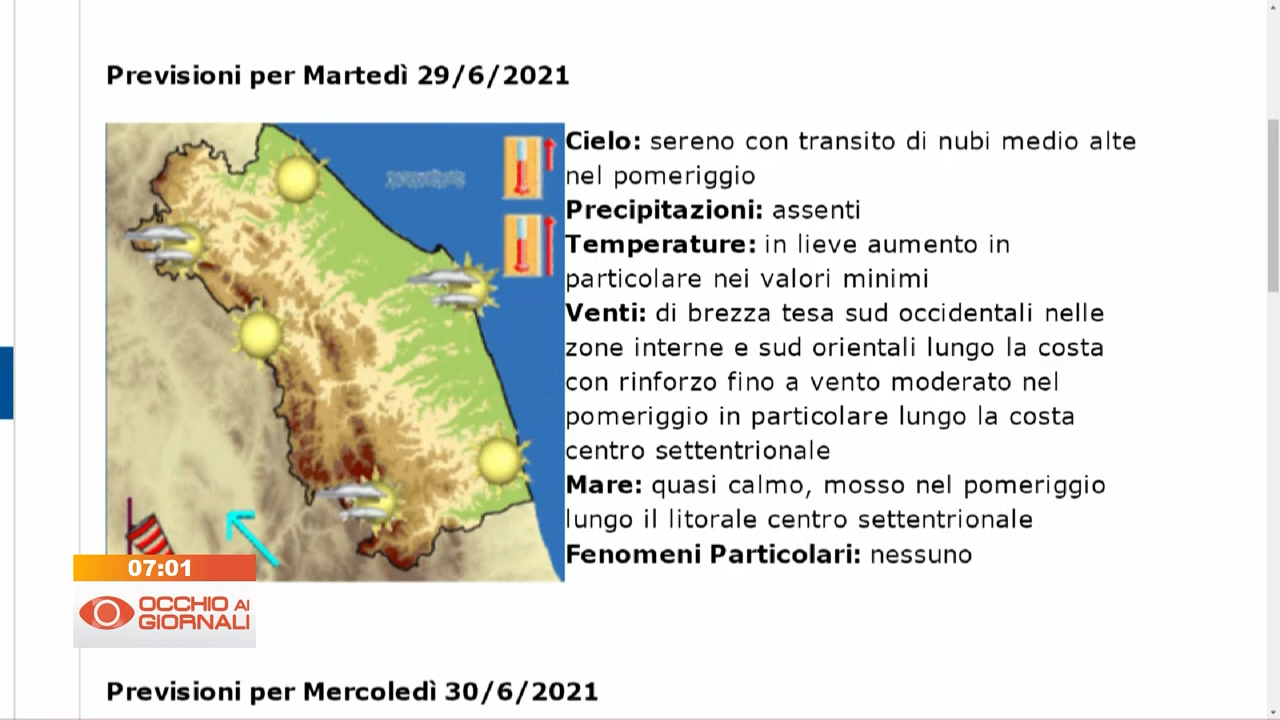 Previsioni per Martedì 29/6/2021
Cielo: sereno con transito di nubi medio alte
nel pomeriggio
Precipitazioni: assenti
Temperature: in lieve aumento in
particolare nei valori minimi
Venti: di brezza tesa sud occidentali nelle
zone interne e sud orientali lungo la costa
con rinforzo fino a vento moderato nel
pomeriggio in particolare lungo la costa
centro settentrionale
Mare: quasi calmo, mosso nel pomeriggio
lungo il litorale centro settentrionale
Fenomeni Particolari: nessuno
07:01
OCCHIO AI
GIORNALI
Previsioni per Mercoledì 30/6/2021